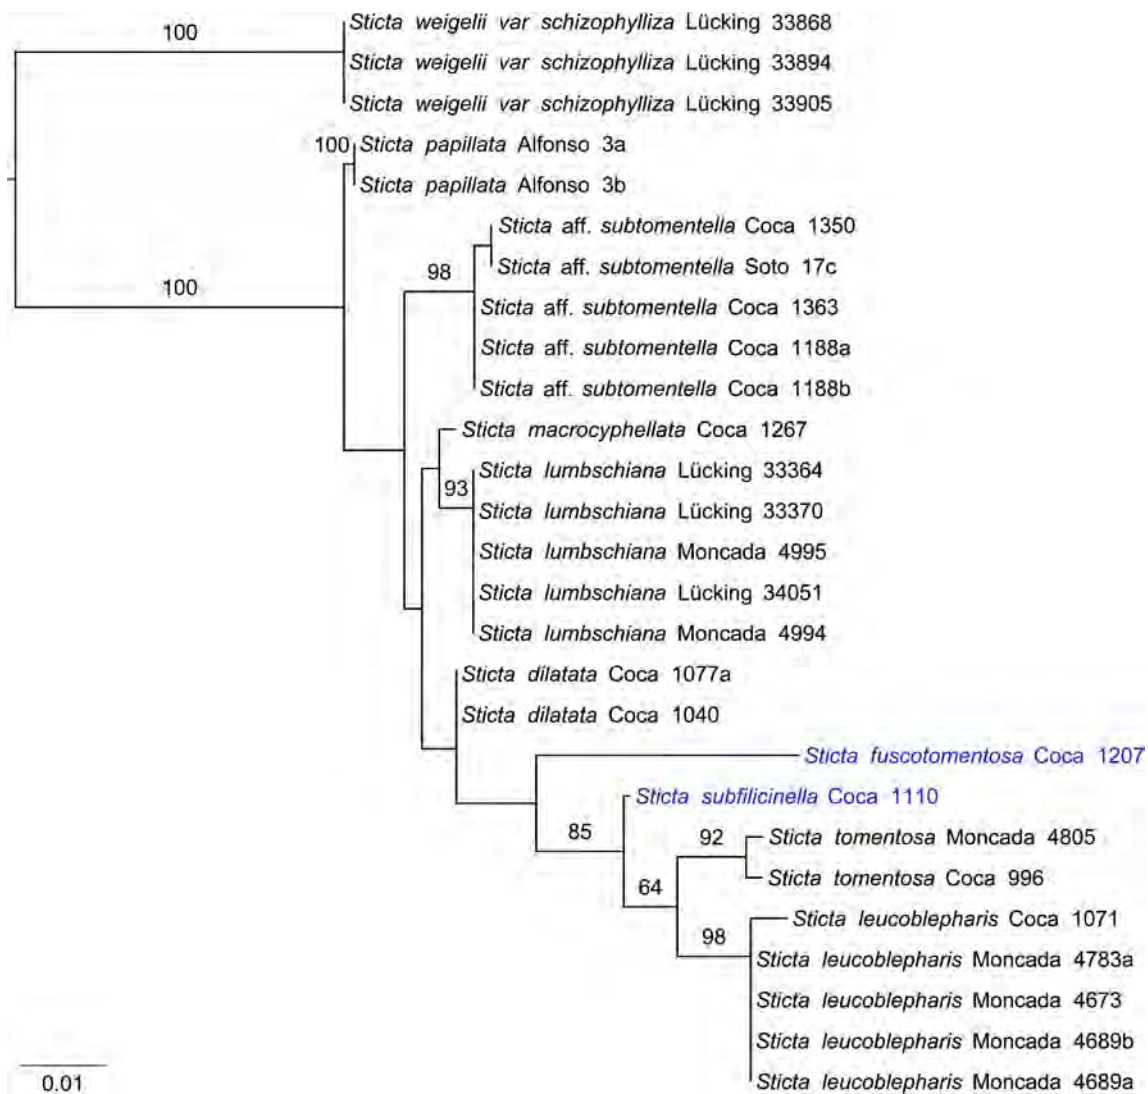 Sticta weigelii var schizophylliza Lücking 33868
100
Sticta weigelii var schizophylliza Lücking 33894
Sticta weigelii var schizophylliza Lücking 33905
100 Sticta papillata Alfonso 3a
Sticta papillata Alfonso 3b
Sticta aff. subtomentella Coca 1350
98 Sticta aff. subtomentella Soto 17c
100
Sticta aff. subtomentella Coca 1363
Sticta aff. subtomentella Coca 1188a
Sticta aff. subtomentella Coca 1188b
Sticta macrocyphellata Coca 1267
Sticta lumbschiana Lücking 33364
93
Sticta lumbschiana Lücking 33370
Sticta lumbschiana Moncada 4995
Sticta lumbschiana Lücking 34051
Sticta lumbschiana Moncada 4994
Sticta dilatata Coca 1077a
Sticta dilatata Coca 1040
Sticta fuscotomentosa Coca 1207
Sticta subfilicinella Coca 1110
85
92 Sticta tomentosa Moncada 4805
Sticta tomentosa Coca 996
64
Sticta leucoblepharis Coca 1071
98
Sticta leucoblepharis Moncada 4783a
Sticta leucoblepharis Moncada 4673
Sticta leucoblepharis Moncada 4689b
Sticta leucoblepharis Moncada 4689a
0.01